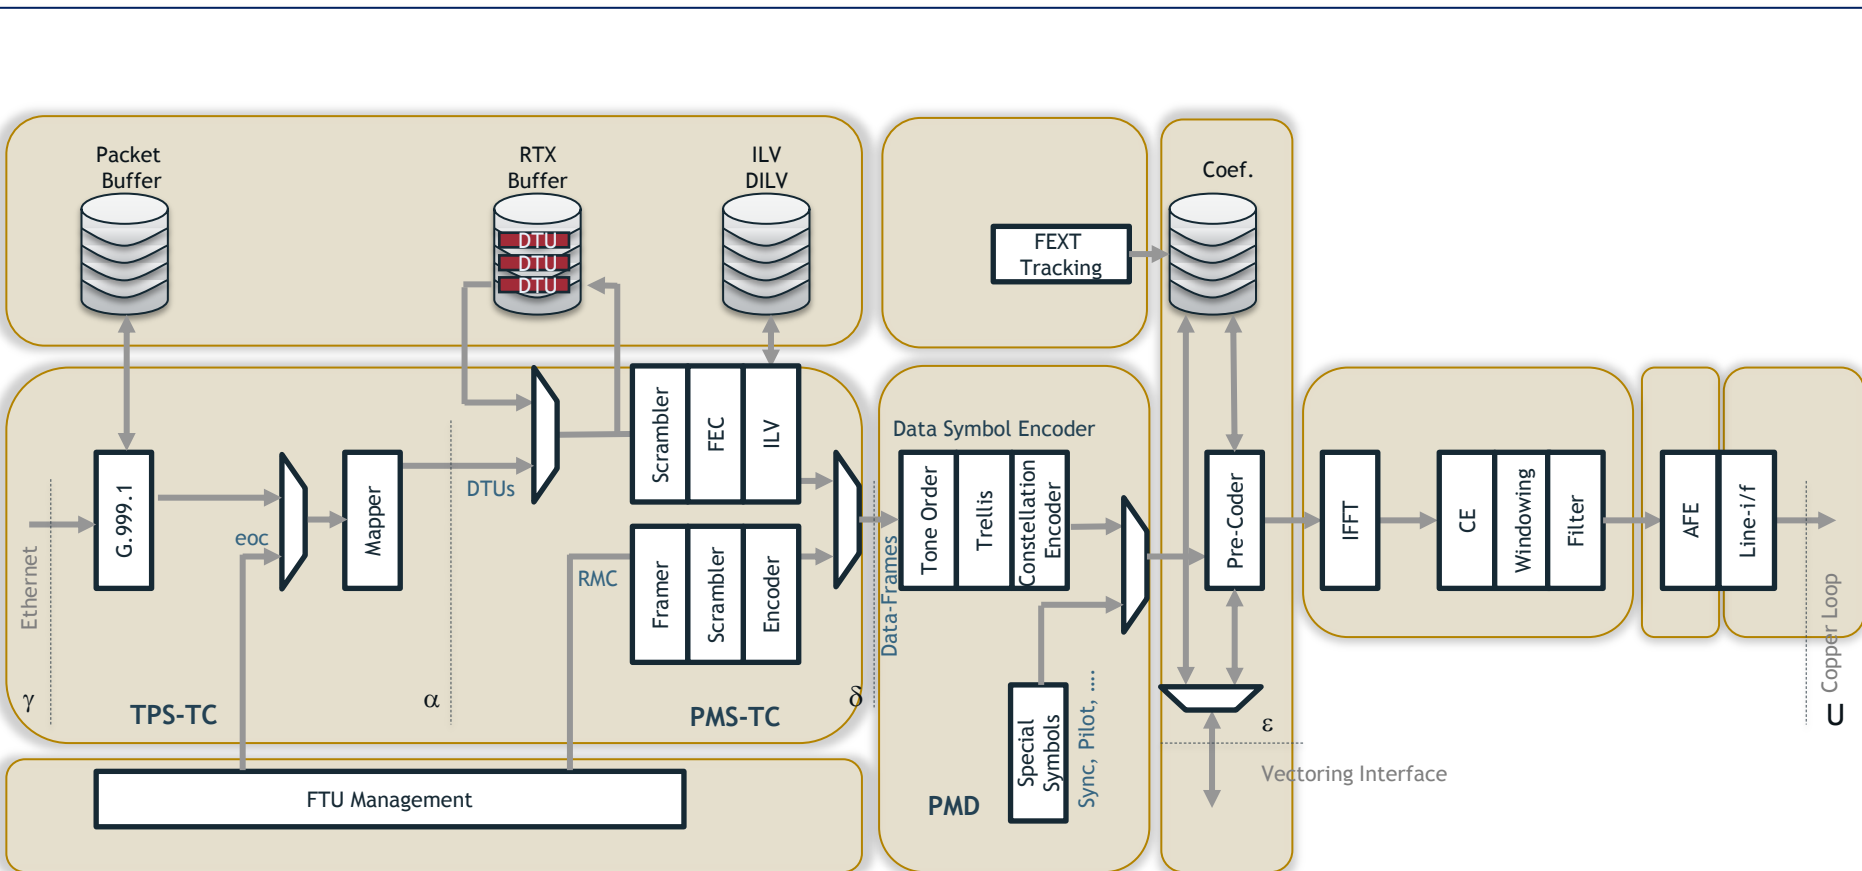 Packet
Buffer
RTX
Buffer
ILV
DILV
Coef.
DTU
DTU
DTU
FEXT
Tracking
Scrambler
FEC
ILV
Data Symbol Encoder
G.999.1
Mapper
DTUs
eoc
Ethernet
RMC
Framer
Scrambler
Encoder
Data-Frames
Tone Order
Trellis
Constellation
Encoder
Pre-Coder
IFFT
CE
Windowing
Filter
AFE
Line-i/f
Copper Loop
γ
TPS-TC
α
PMS-TC
δ
Special
Symbols
Sync, Pilot, ....
ε
U
Vectoring Interface
FTU Management
PMD